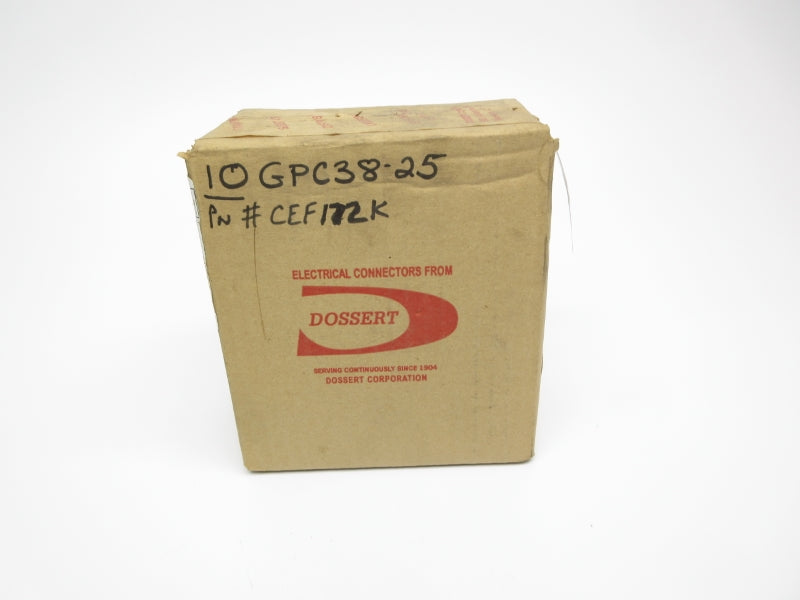 10 GPC38-25
PN # CEF172K
ELECTRICAL CONNECTORS FROM
DOSSERT
SERVING CONTINUOUSLY SINCE 1904
DOSSERT CORPORATION